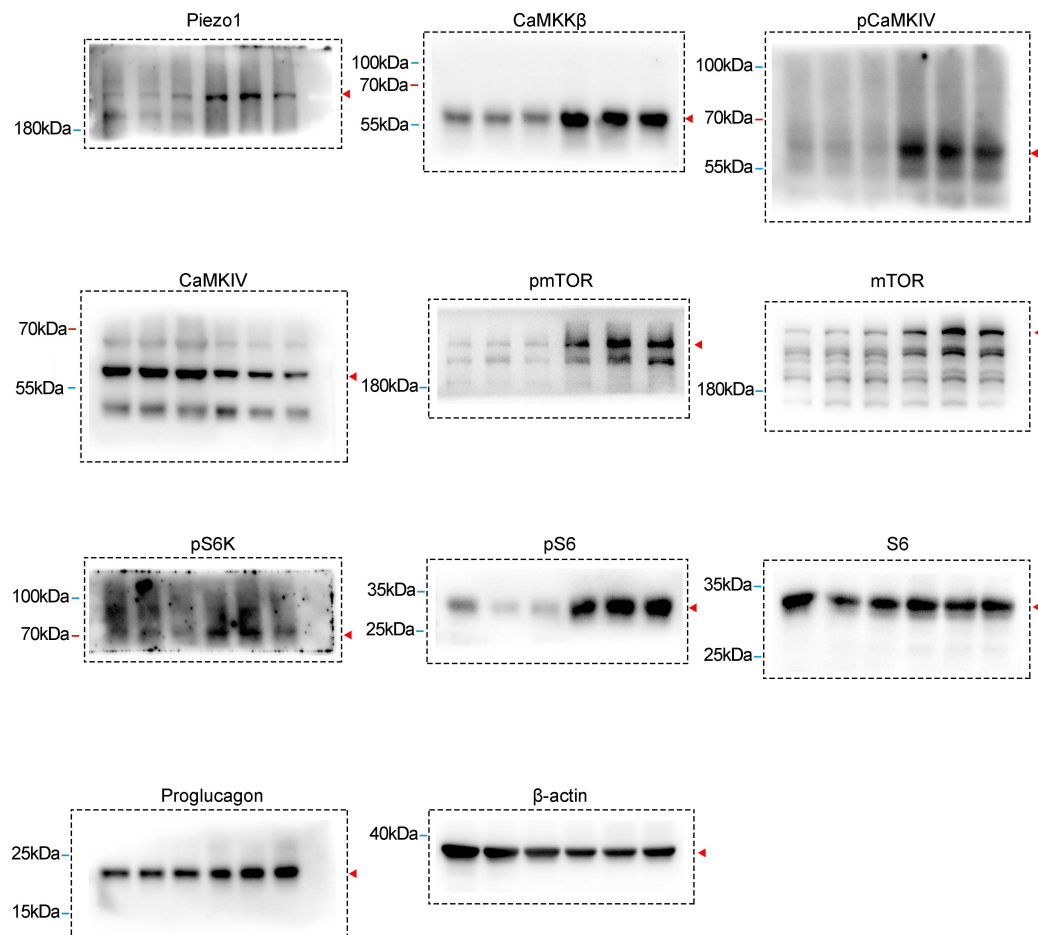 Piezo1
180kDa
CaMKKβ
100kDa
70kDa
55kDa
pCaMKIV
100kDa
70kDa
55kDa
CaMKIV
70kDa
55kDa
pmTOR
180kDa
mTOR
180kDa
pS6K
100kDa
70kDa
pS6
35kDa
25kDa
S6
35kDa
25kDa
Proglucagon
25kDa
15kDa
β-actin
40kDa